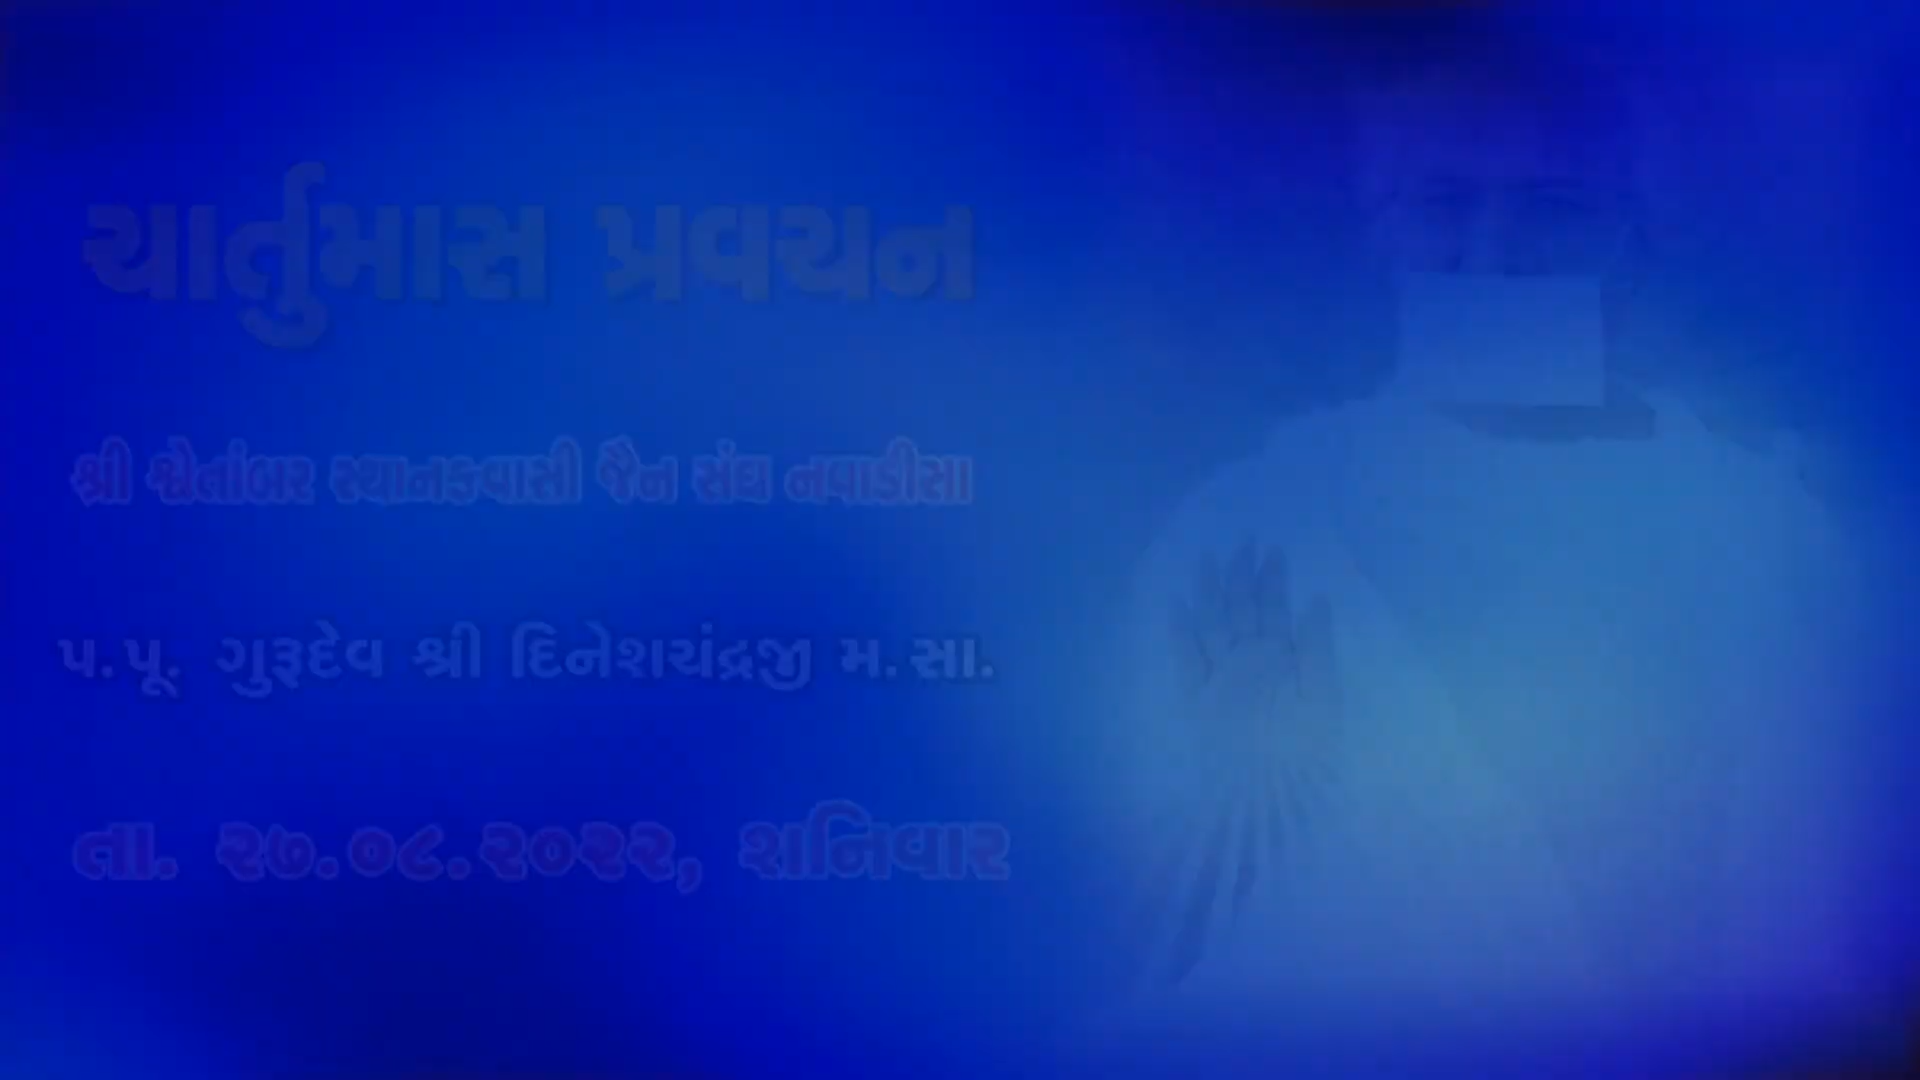 ચાર્તુમાસ પ્રવચન
શ્રી શ્વેતાંબર સ્થાનકવાસી જૈન સંઘ નવાડીસા
પ.પૂ. ગુરૂદેવ શ્રી દિનેશચંદ્રજી મ.સા.
તા. ૨૭.૦૮.૨૦૨૨, શનિવાર